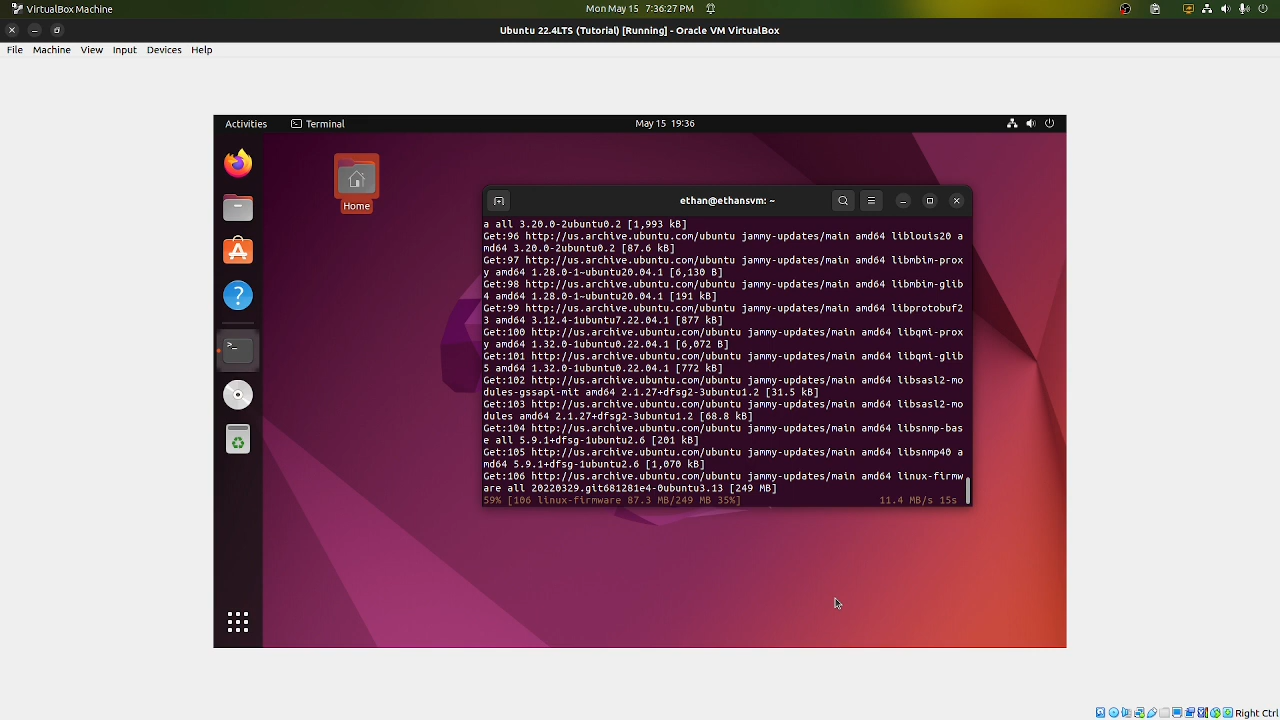 VirtualBox Machine
Mon May 15  7:36:27 PM
Ubuntu 22.4LTS (Tutorial) [Running] - Oracle VM VirtualBox
File Machine View Input Devices Help
Activities Terminal May 15 19:36
Home
ethan@ethansvm: ~
a all 3.20.0-2ubuntu0.2 [1,993 kB]
Get:96 http://us.archive.ubuntu.com/ubuntu jammy-updates/main amd64 liblouis20 a
md64 3.20.0-2ubuntu0.2 [87.6 kB]
Get:97 http://us.archive.ubuntu.com/ubuntu jammy-updates/main amd64 libmbim-prox
y amd64 1.28.0-1~ubuntu20.04.1 [6,130 B]
Get:98 http://us.archive.ubuntu.com/ubuntu jammy-updates/main amd64 libmbim-glib
4 amd64 1.28.0-1~ubuntu20.04.1 [191 kB]
Get:99 http://us.archive.ubuntu.com/ubuntu jammy-updates/main amd64 libprotobuf2
3 amd64 3.12.4-1ubuntu7.22.04.1 [877 kB]
Get:100 http://us.archive.ubuntu.com/ubuntu jammy-updates/main amd64 libqmi-prox
y amd64 1.32.0-1ubuntu0.22.04.1 [6,072 B]
Get:101 http://us.archive.ubuntu.com/ubuntu jammy-updates/main amd64 libqmi-glib
5 amd64 1.32.0-1ubuntu0.22.04.1 [772 kB]
Get:102 http://us.archive.ubuntu.com/ubuntu jammy-updates/main amd64 libsasl2-mo
dules-gssapi-mit amd64 2.1.27+dfsg2-3ubuntu1.2 [31.5 kB]
Get:103 http://us.archive.ubuntu.com/ubuntu jammy-updates/main amd64 libsasl2-mo
dules amd64 2.1.27+dfsg2-3ubuntu1.2 [68.8 kB]
Get:104 http://us.archive.ubuntu.com/ubuntu jammy-updates/main amd64 libsnmp-bas
e all 5.9.1+dfsg-1ubuntu2.6 [201 kB]
Get:105 http://us.archive.ubuntu.com/ubuntu jammy-updates/main amd64 libsnmp40 a
md64 5.9.1+dfsg-1ubuntu2.6 [1,070 kB]
Get:106 http://us.archive.ubuntu.com/ubuntu jammy-updates/main amd64 linux-firmw
are all 20220329.git681281e4-0ubuntu3.13 [249 MB]
59% [106 linux-firmware 87.3 MB/249 MB 35%] 11.4 MB/s 15s
Right Ctrl